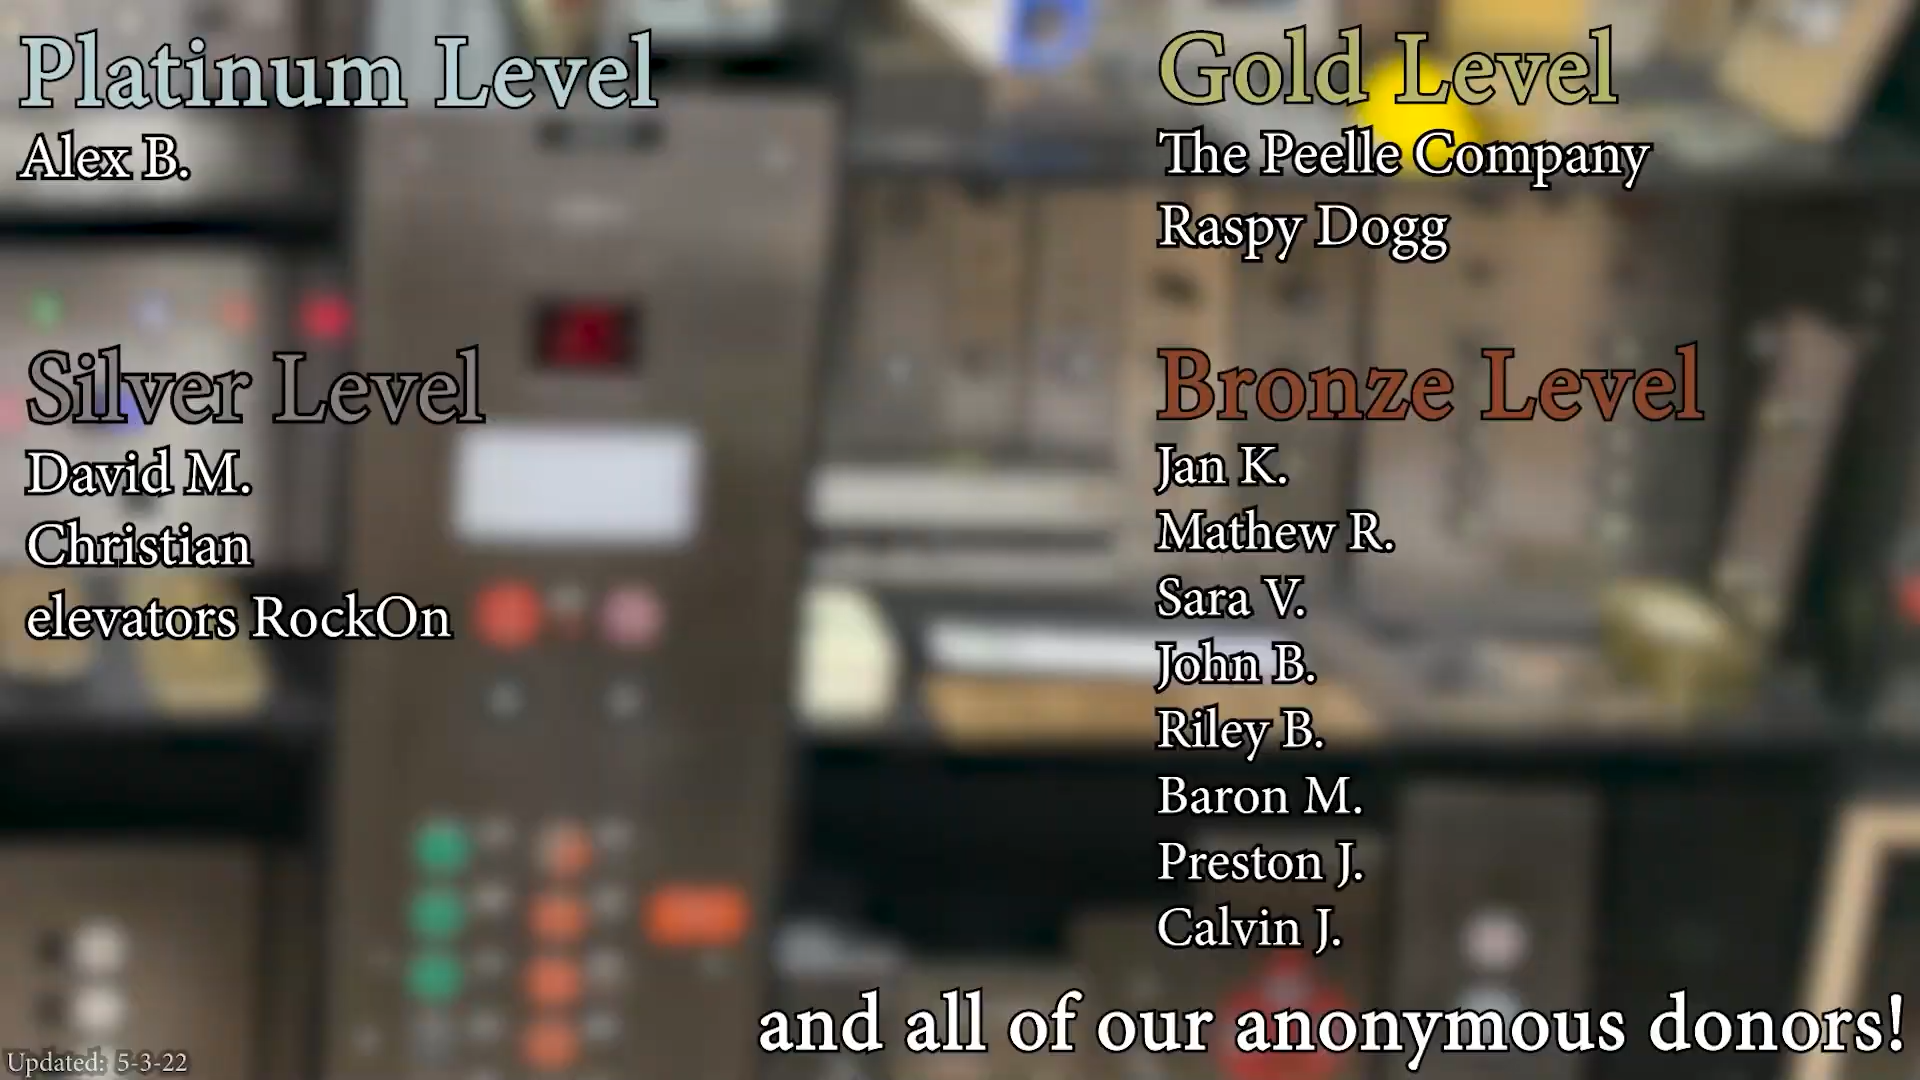 Platinum Level
Alex B.
Gold Level
The Peelle Company
Raspy Dogg
Silver Level
David M.
Christian
elevators RockOn
Bronze Level
Jan K.
Mathew R.
Sara V.
John B.
Riley B.
Baron M.
Preston J.
Calvin J.
and all of our anonymous donors!
Updated: 5-3-22